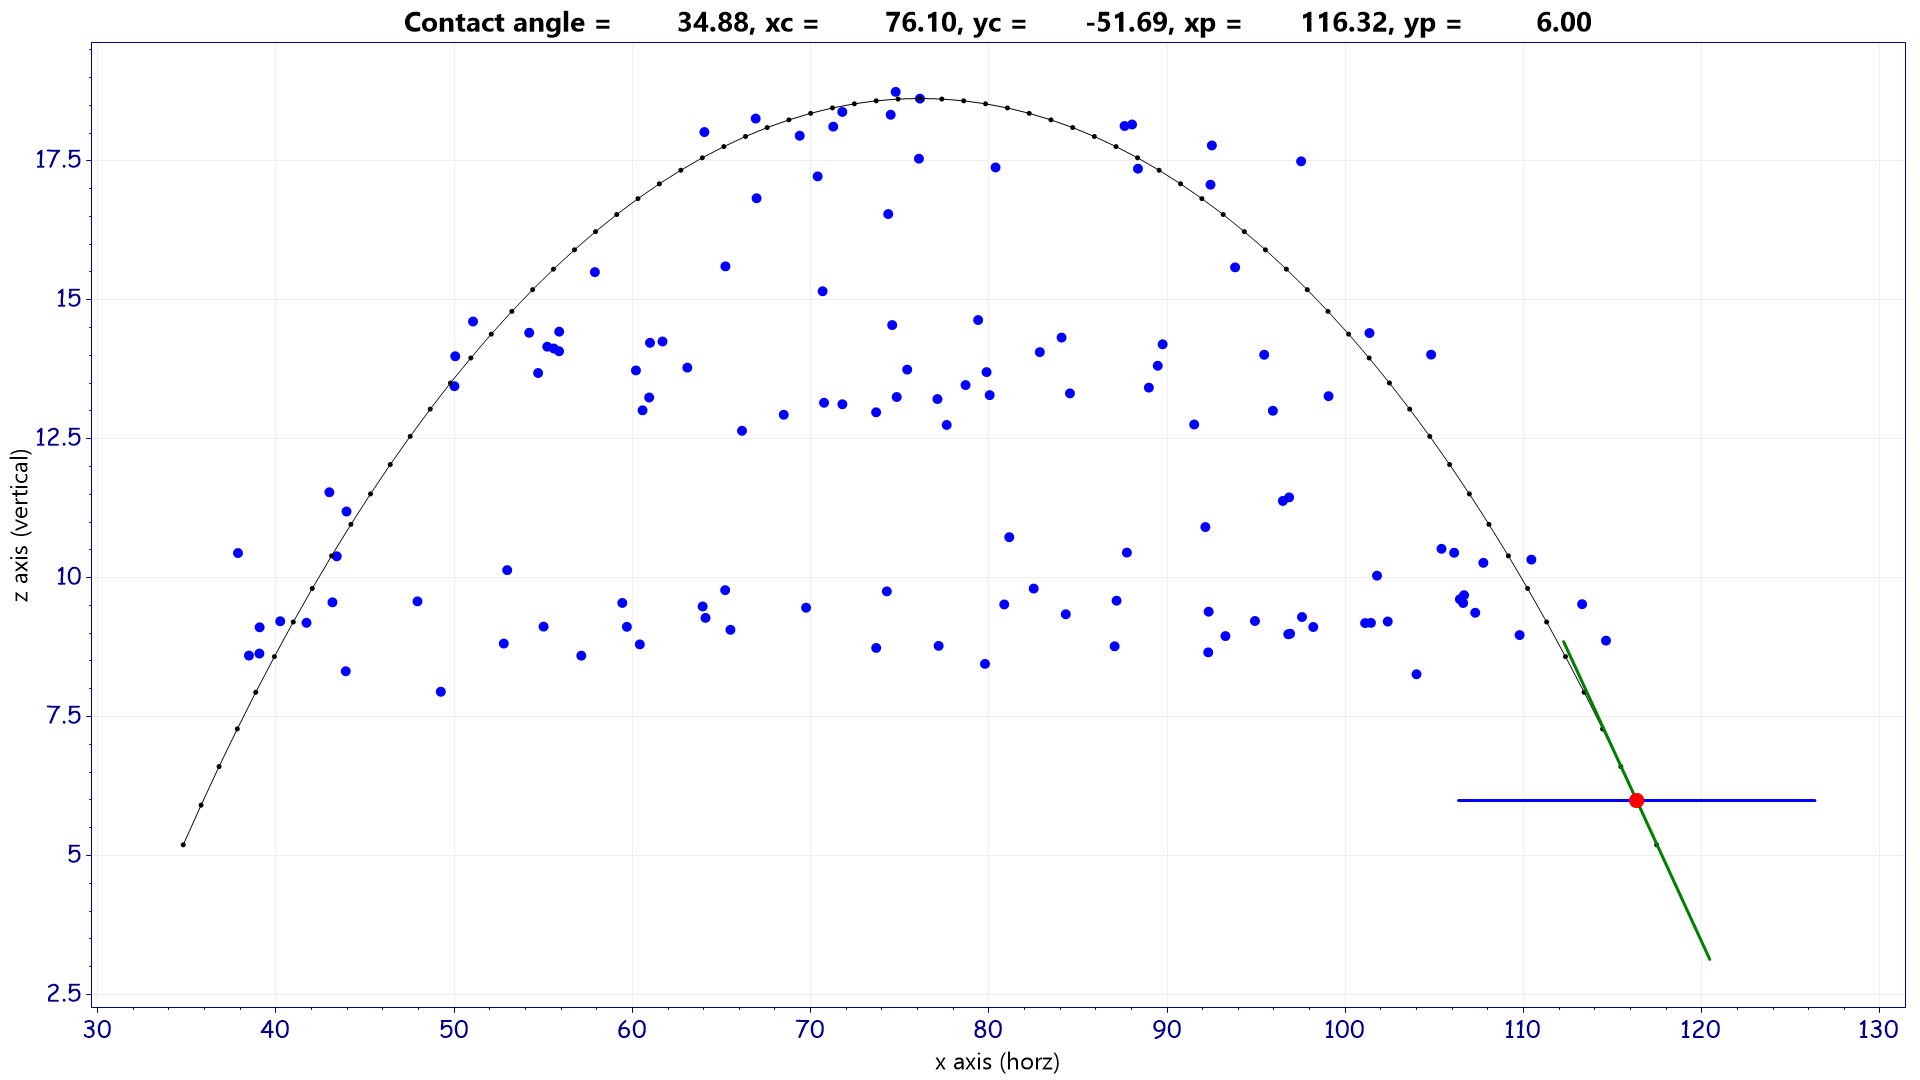 Contact angle = 34.88, xc = 76.10, yc = -51.69, xp = 116.32, yp = 6.00
17.5
15
12.5
10
7.5
5
2.5
z axis (vertical)
30 40 50 60 70 80 90 100 110 120 130
x axis (horz)